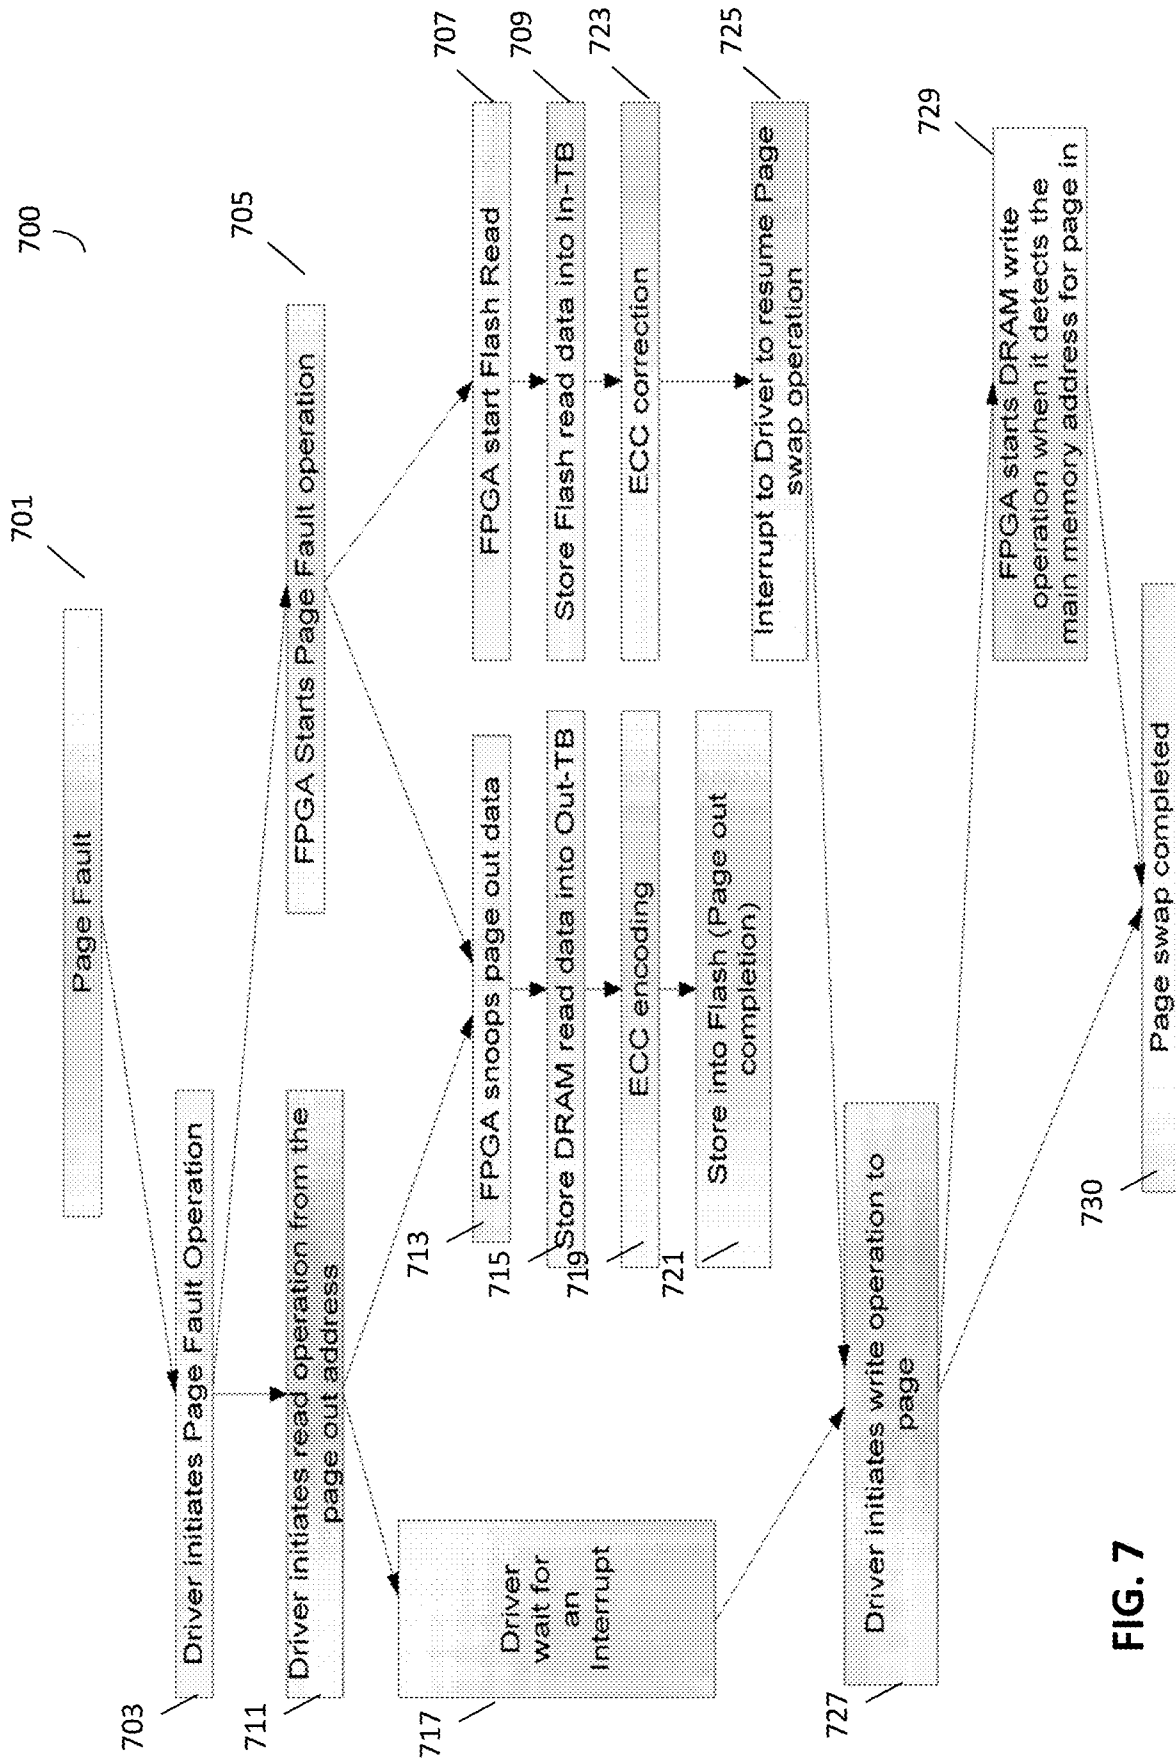 700
701
Page Fault
703
Driver initiates Page Fault Operation
705
FPGA Starts Page Fault operation
711
Driver initiates read operation from the
page out address
707
FPGA start Flash Read
713
FPGA snoops page out data
709
Store Flash read data into In-TB
715
Store DRAM read data into Out-TB
717
Driver
wait for
an
Interrupt
719
ECC encoding
723
ECC correction
721
Store into Flash (Page out
completion)
725
Interrupt to Driver to resume Page
swap operation
727
Driver initiates write operation to
page
729
FPGA starts DRAM write
operation when it detects the
main memory address for page in
730
Page swap completed
FIG. 7